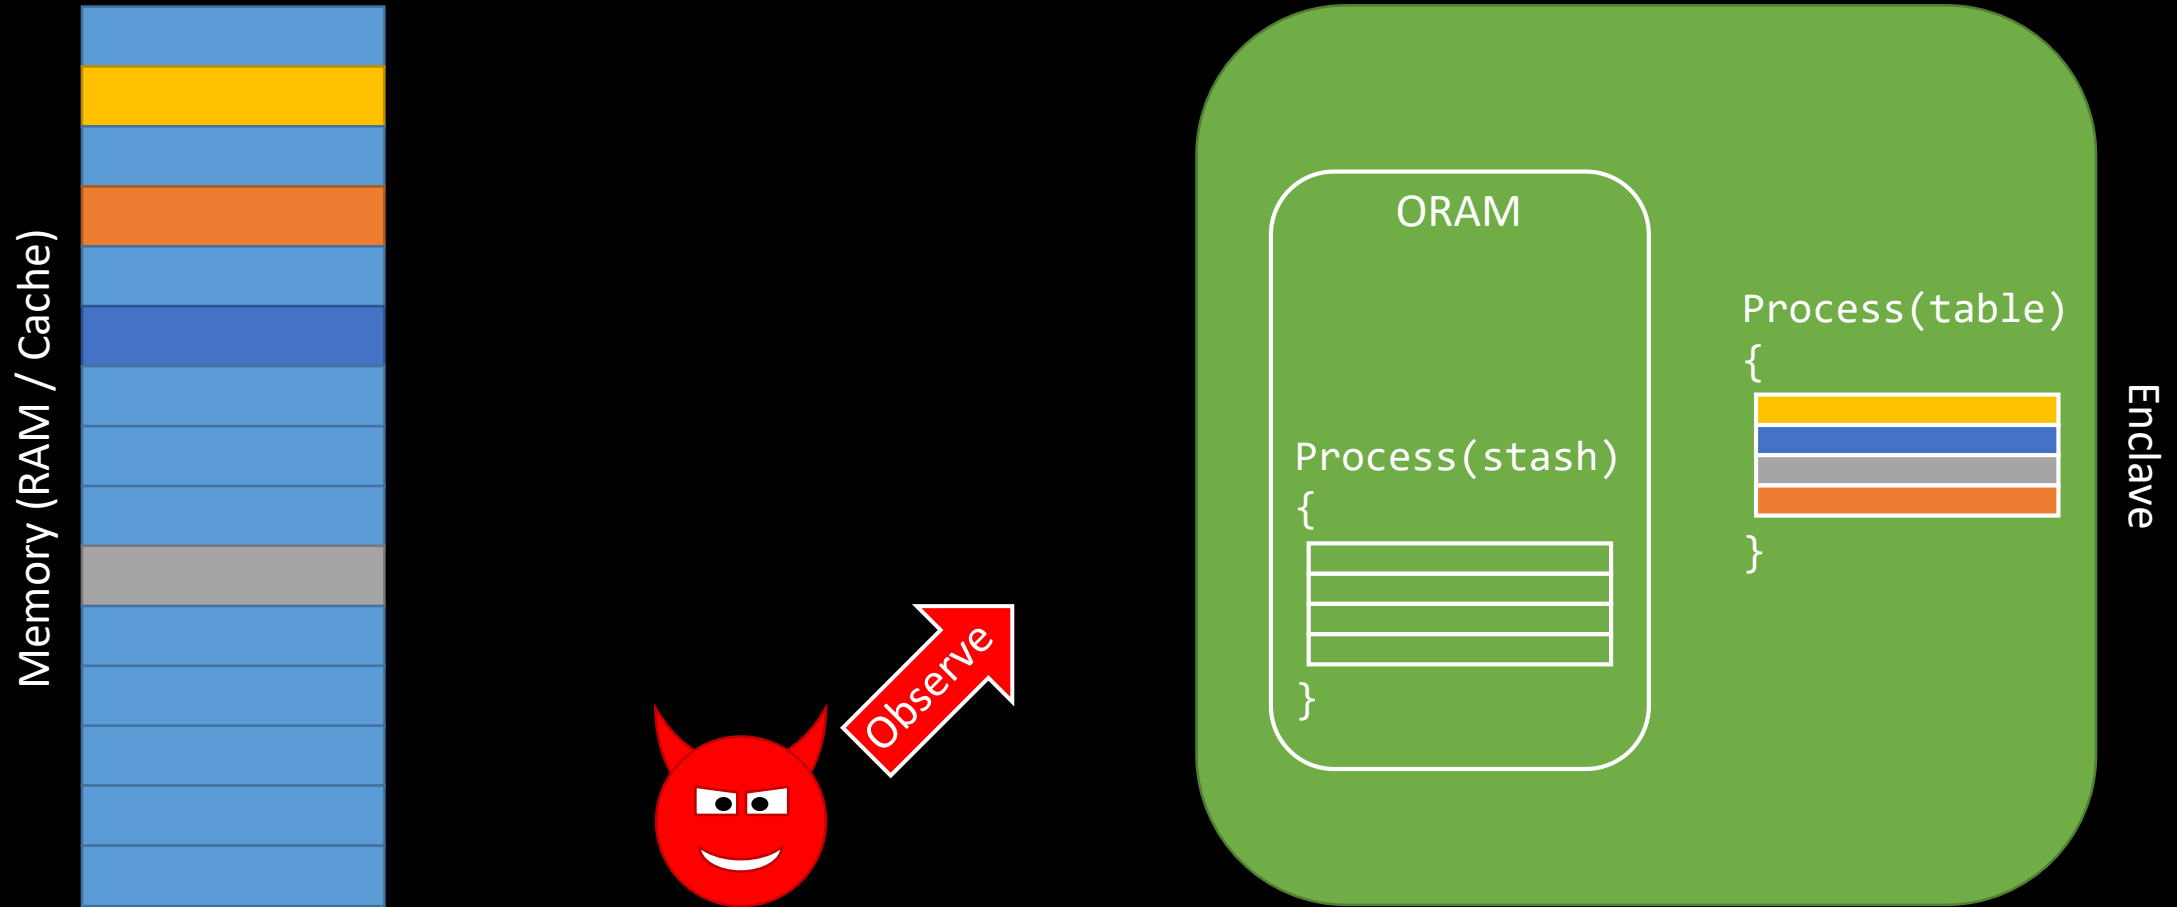 Memory (RAM / Cache)
Observe
ORAM
Process(stash)
{
}
Process(table)
{
}
Enclave